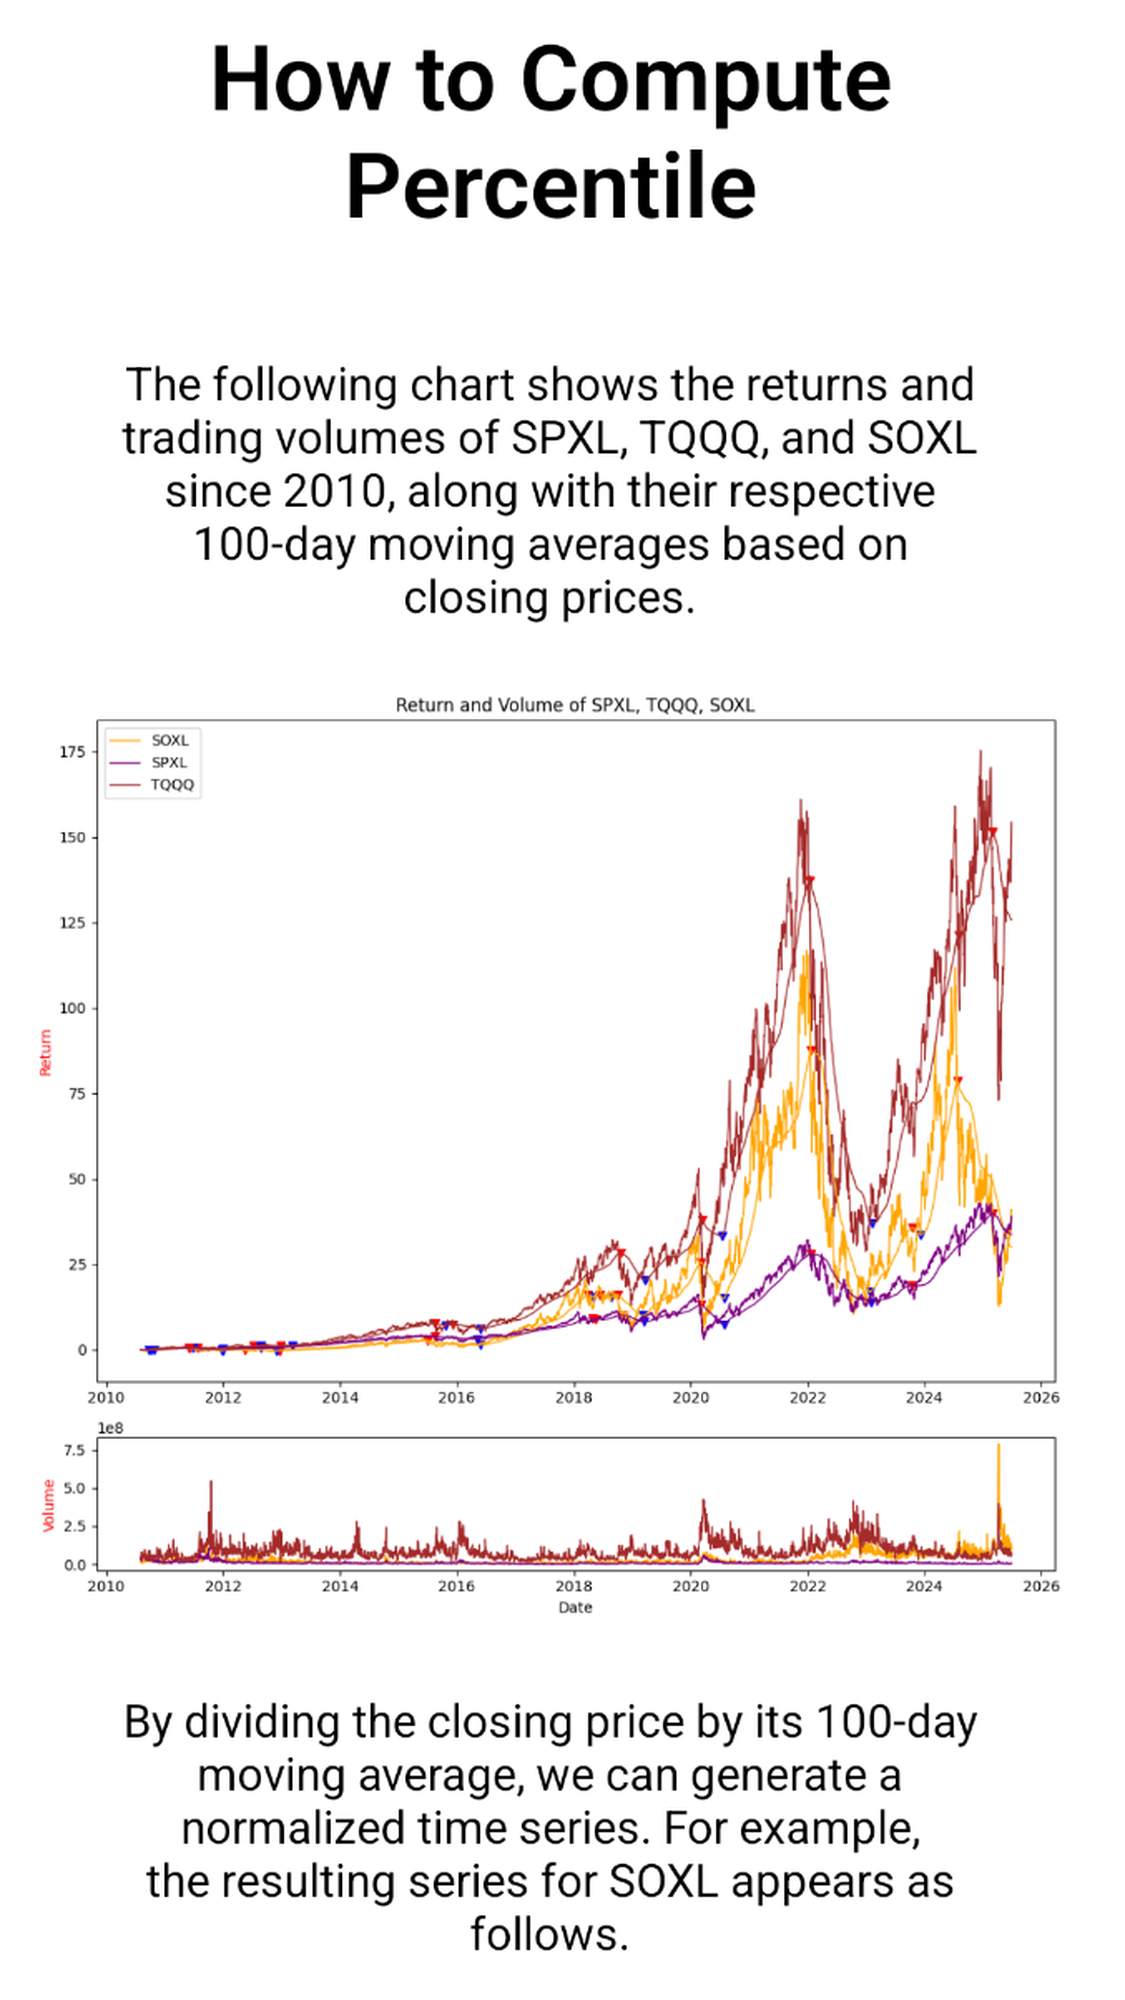 How to Compute
Percentile
The following chart shows the returns and
trading volumes of SPXL, TQQQ, and SOXL
since 2010, along with their respective
100-day moving averages based on
closing prices.
Return and Volume of SPXL, TQQQ, SOXL
SOXL
SPXL
TQQQ
175
150
125
100
75
50
25
0
Return
2010 2012 2014 2016 2018 2020 2022 2024 2026
1e8
7.5
5.0
2.5
0.0
Volume
2010 2012 2014 2016 2018 2020 2022 2024 2026
Date
By dividing the closing price by its 100-day
moving average, we can generate a
normalized time series. For example,
the resulting series for SOXL appears as
follows.